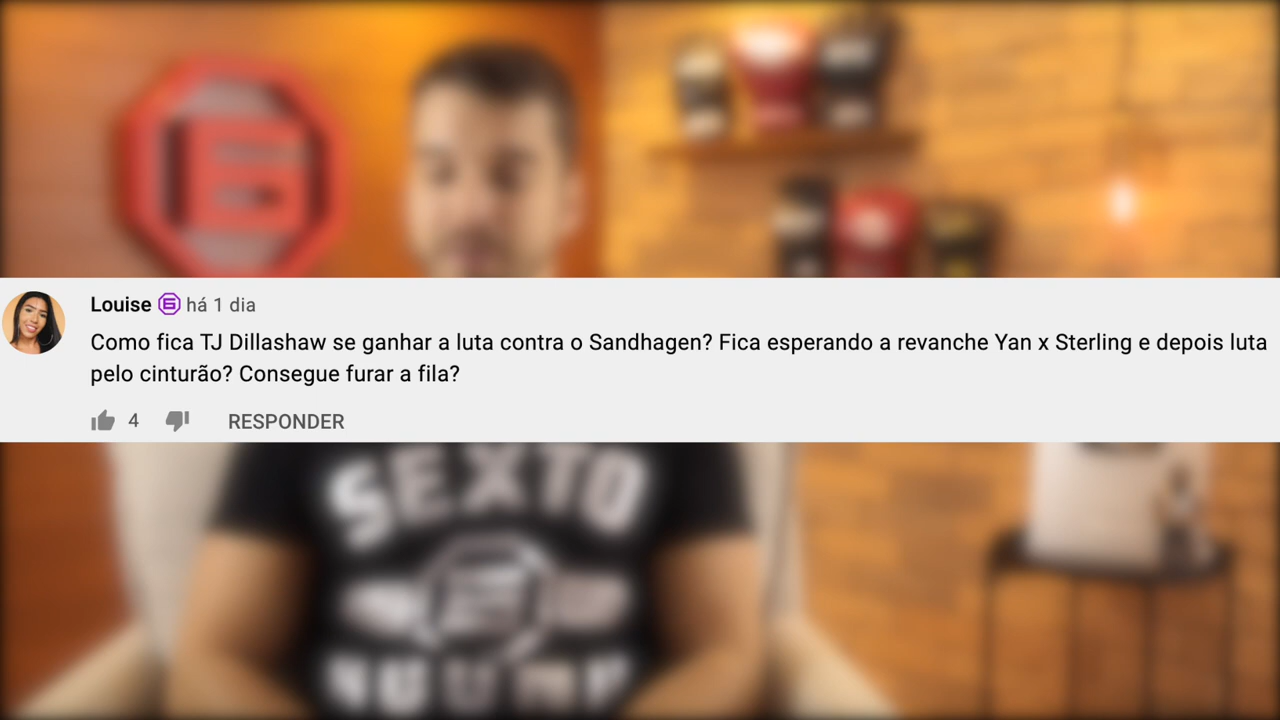 Louise há 1 dia
Como fica TJ Dillashaw se ganhar a luta contra o Sandhagen? Fica esperando a revanche Yan x Sterling e depois luta
pelo cinturão? Consegue furar a fila?
4 RESPONDER
SEXTO